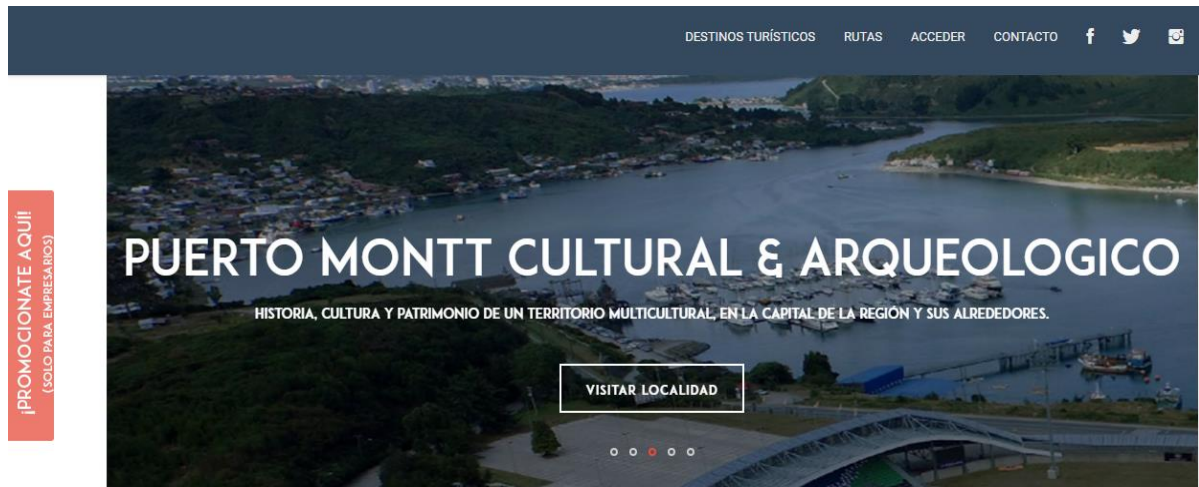 DESTINOS TURÍSTICOS RUTAS ACCEDER CONTACTO
¡PROMOCIONATE AQUÍ!
(SOLO PARA EMPRESARIOS)
PUERTO MONTT CULTURAL & ARQUEOLOGICO
HISTORIA, CULTURA Y PATRIMONIO DE UN TERRITORIO MULTICULTURAL, EN LA CAPITAL DE LA REGIÓN Y SUS ALREDEDORES.
VISITAR LOCALIDAD